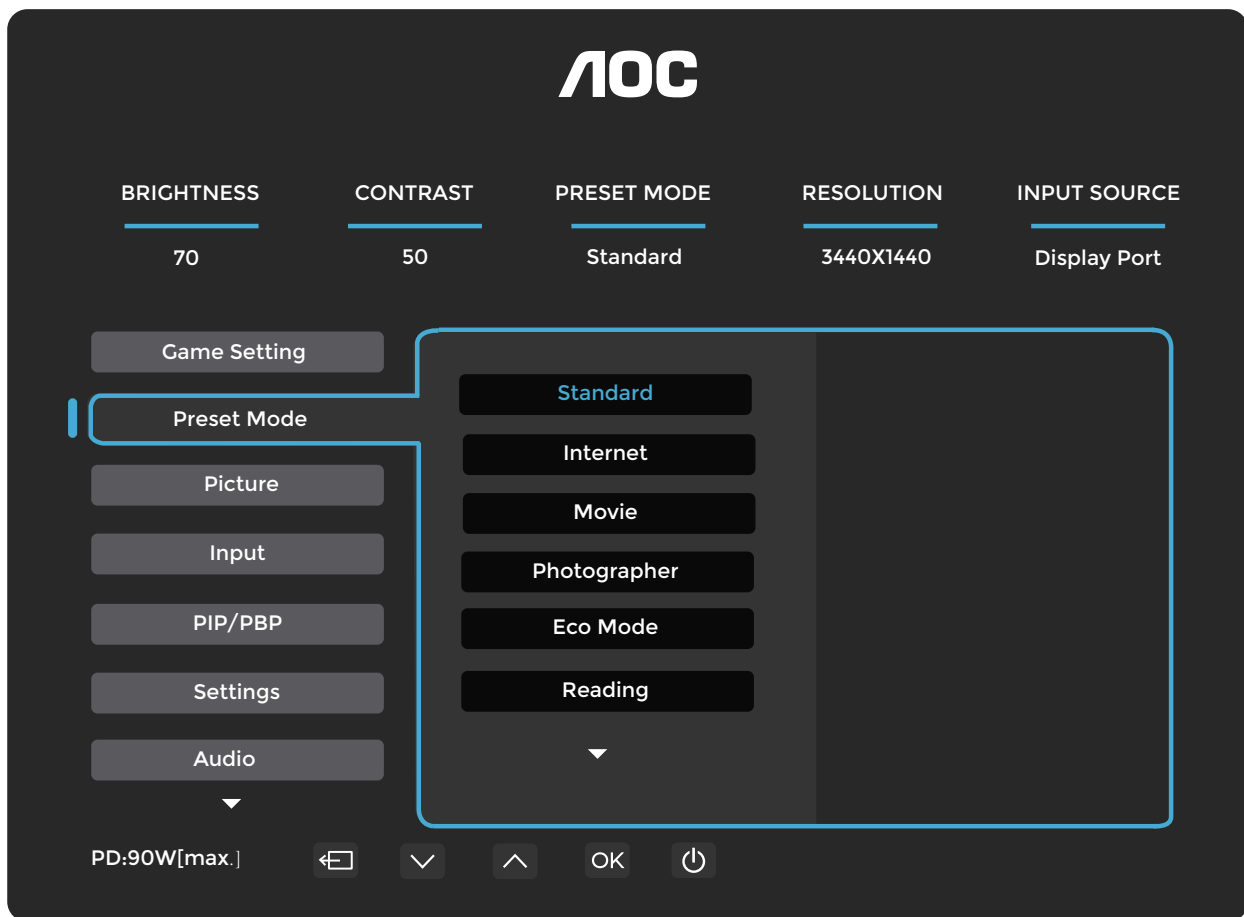 AOC
BRIGHTNESS CONTRAST PRESET MODE RESOLUTION INPUT SOURCE
70 50 Standard 3440X1440 Display Port
Game Setting
Preset Mode
Picture
Input
PIP/PBP
Settings
Audio
Standard
Internet
Movie
Photographer
Eco Mode
Reading
PD:90W[max.]
OK